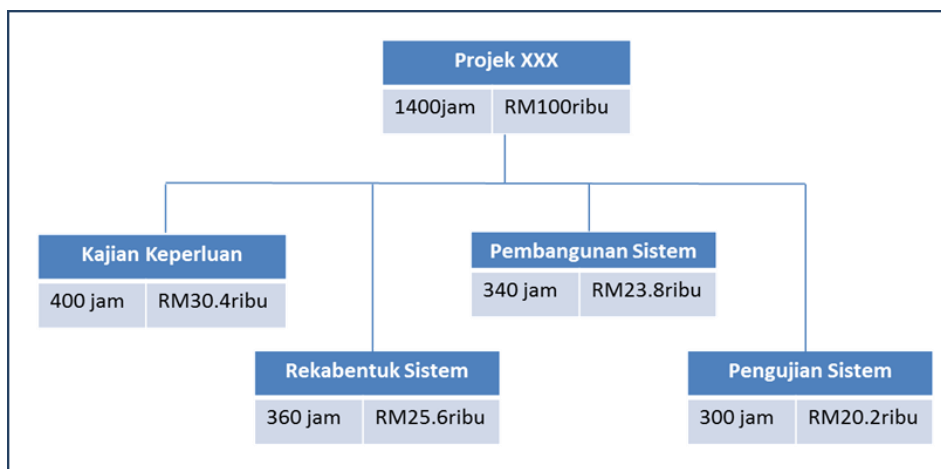 Projek XXX
1400jam RM100ribu
Kajian Keperluan
400 jam RM30.4ribu
Pembangunan Sistem
340 jam RM23.8ribu
Rekabentuk Sistem
360 jam RM25.6ribu
Pengujian Sistem
300 jam RM20.2ribu